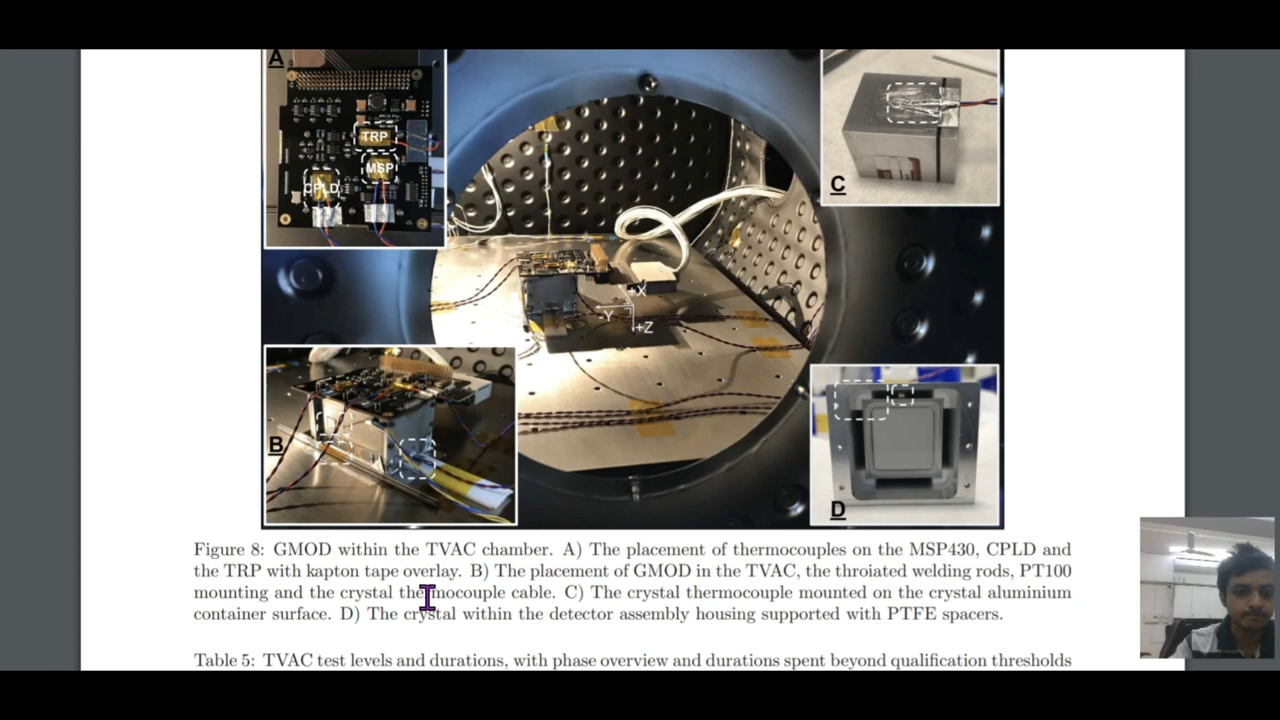 A
TRP
MSP
CPLD
C
+X
-Y
+Z
B
D
Figure 8: GMOD within the TVAC chamber. A) The placement of thermocouples on the MSP430, CPLD and
the TRP with kapton tape overlay. B) The placement of GMOD in the TVAC, the throiated welding rods, PT100
mounting and the crystal thermocouple cable. C) The crystal thermocouple mounted on the crystal aluminium
container surface. D) The crystal within the detector assembly housing supported with PTFE spacers.
Table 5: TVAC test levels and durations, with phase overview and durations spent beyond qualification thresholds